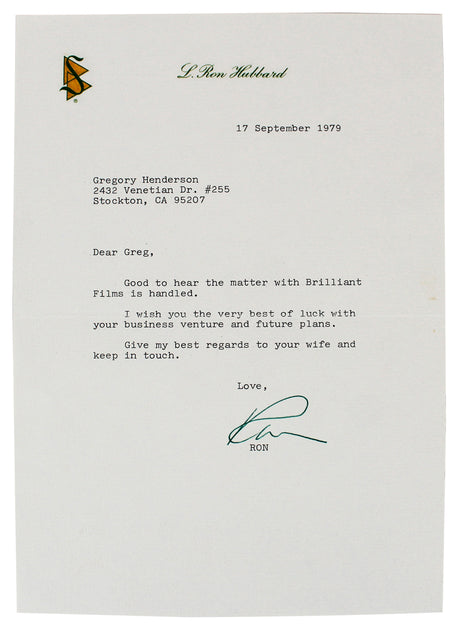 S
®
L. Ron Hubbard
17 September 1979
Gregory Henderson
2432 Venetian Dr. #255
Stockton, CA 95207
Dear Greg,
Good to hear the matter with Brilliant
Films is handled.
I wish you the very best of luck with
your business venture and future plans.
Give my best regards to your wife and
keep in touch.
Love,
Ron
RON